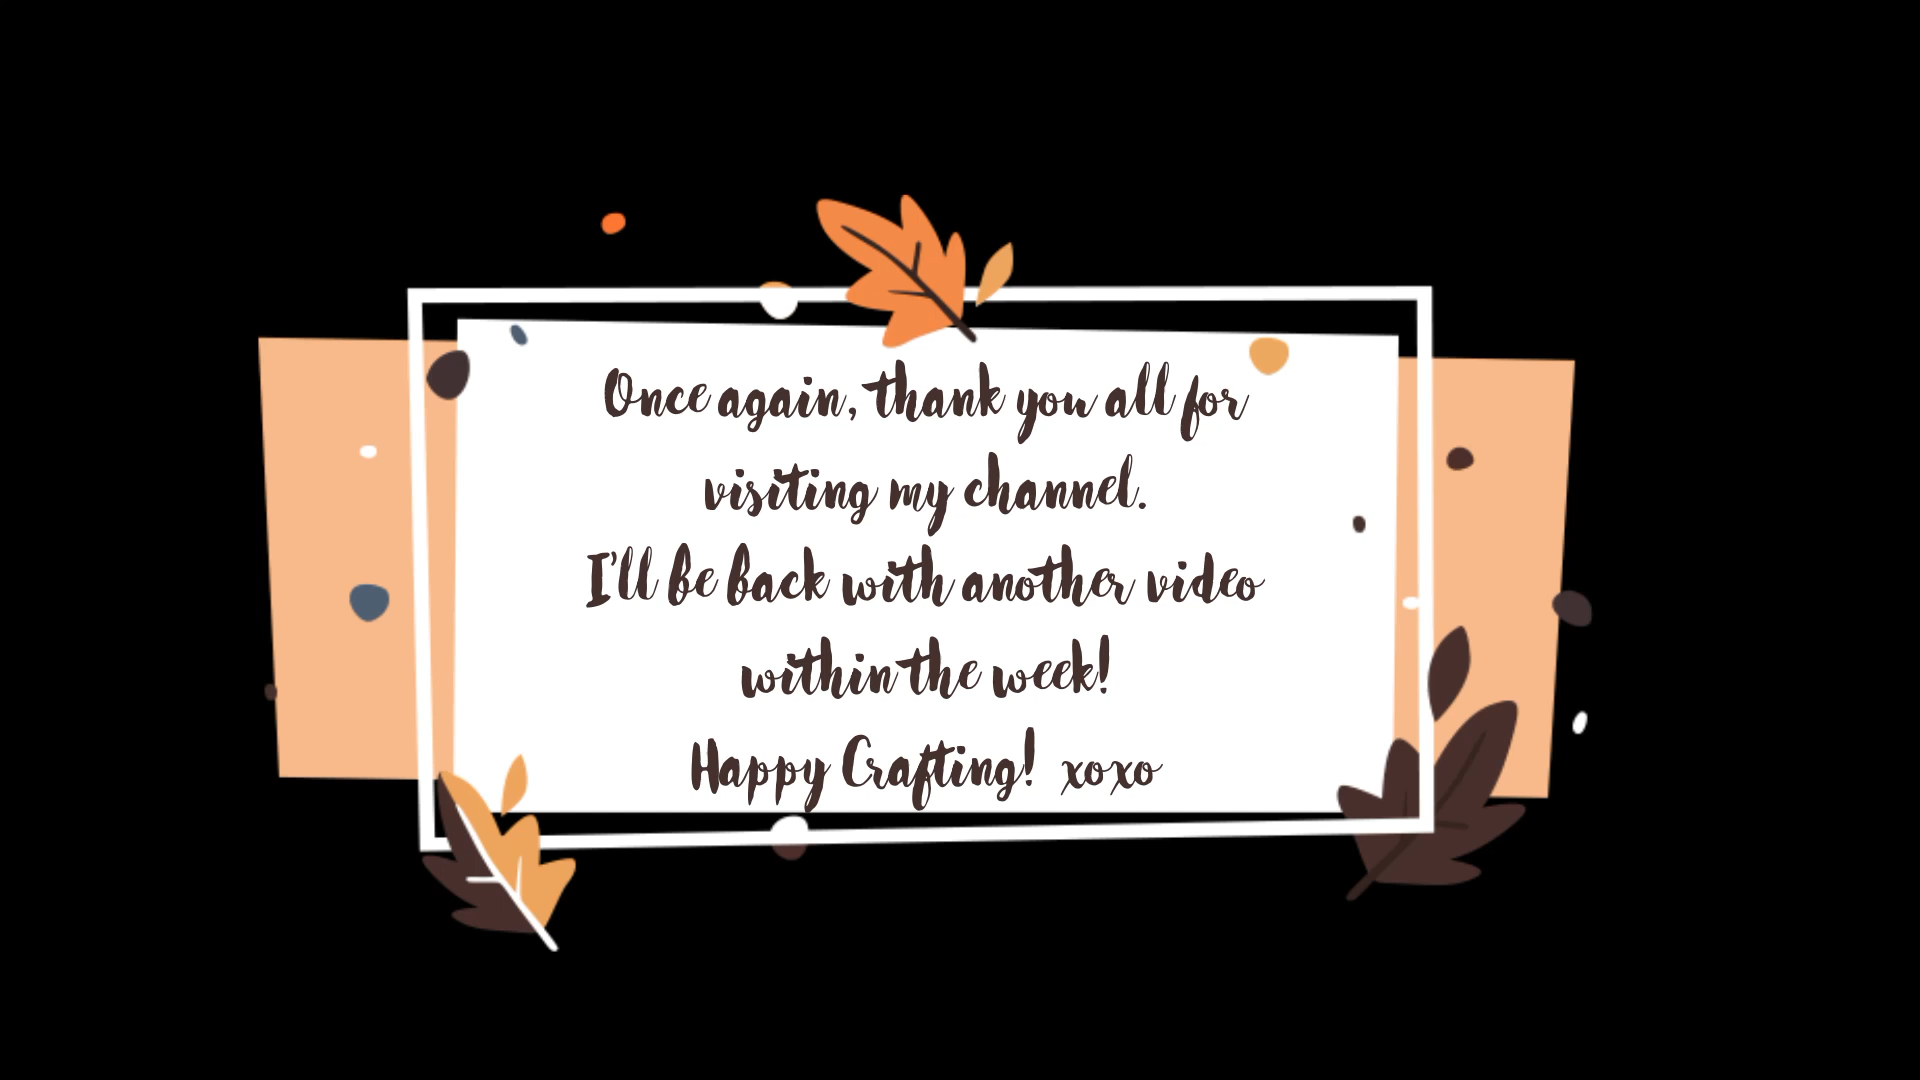 Once again, thank you all for
visiting my channel.
I'll be back with another video
within the week!
Happy Crafting! xoxo